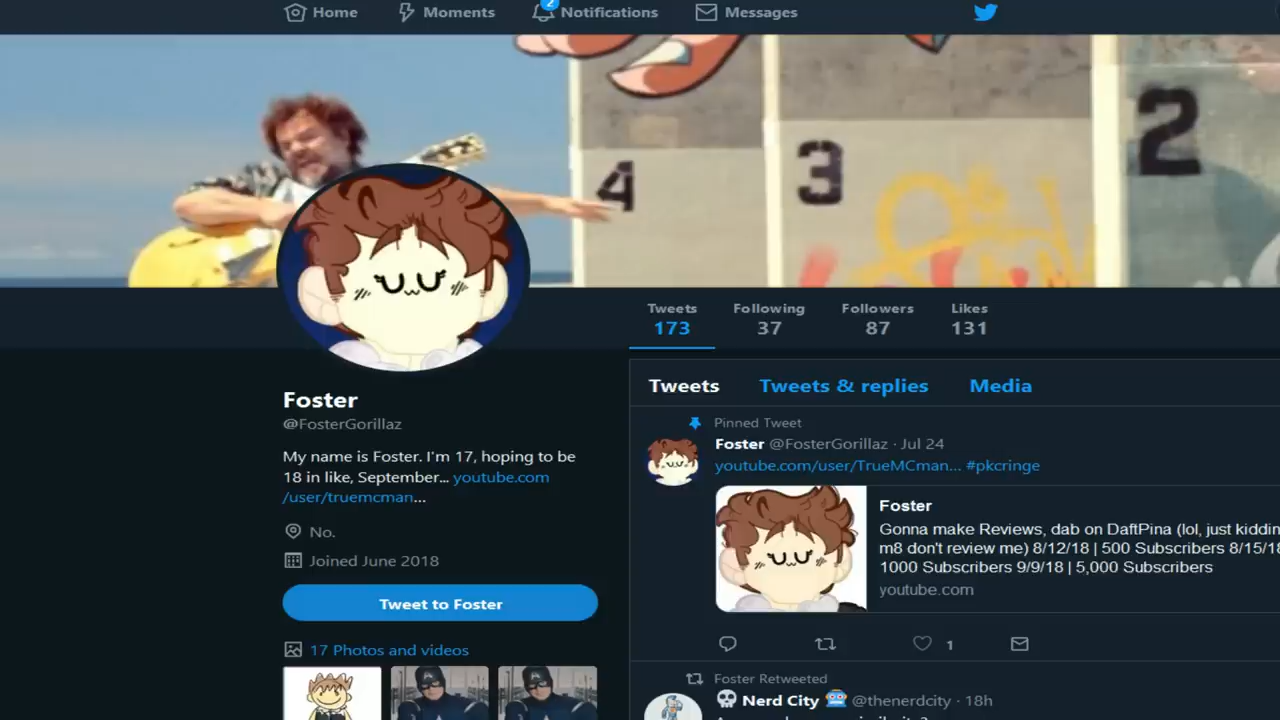 Home
Moments
2
Notifications
Messages
4
3
2
Tweets
Following
Followers
Likes
173
37
87
131
Tweets
Tweets & replies
Media
Foster
@FosterGorillaz
My name is Foster. I'm 17, hoping to be
18 in like, September... youtube.com
/user/truemcman...
No.
Joined June 2018
Tweet to Foster
17 Photos and videos
Pinned Tweet
Foster @FosterGorillaz · Jul 24
youtube.com/user/TrueMCman... #pkcringe
Foster
Gonna make Reviews, dab on DaftPina (lol, just kiddin
m8 don't review me) 8/12/18 | 500 Subscribers 8/15/18
1000 Subscribers 9/9/18 | 5,000 Subscribers
youtube.com
1
Foster Retweeted
Nerd City @thenerdcity · 18h